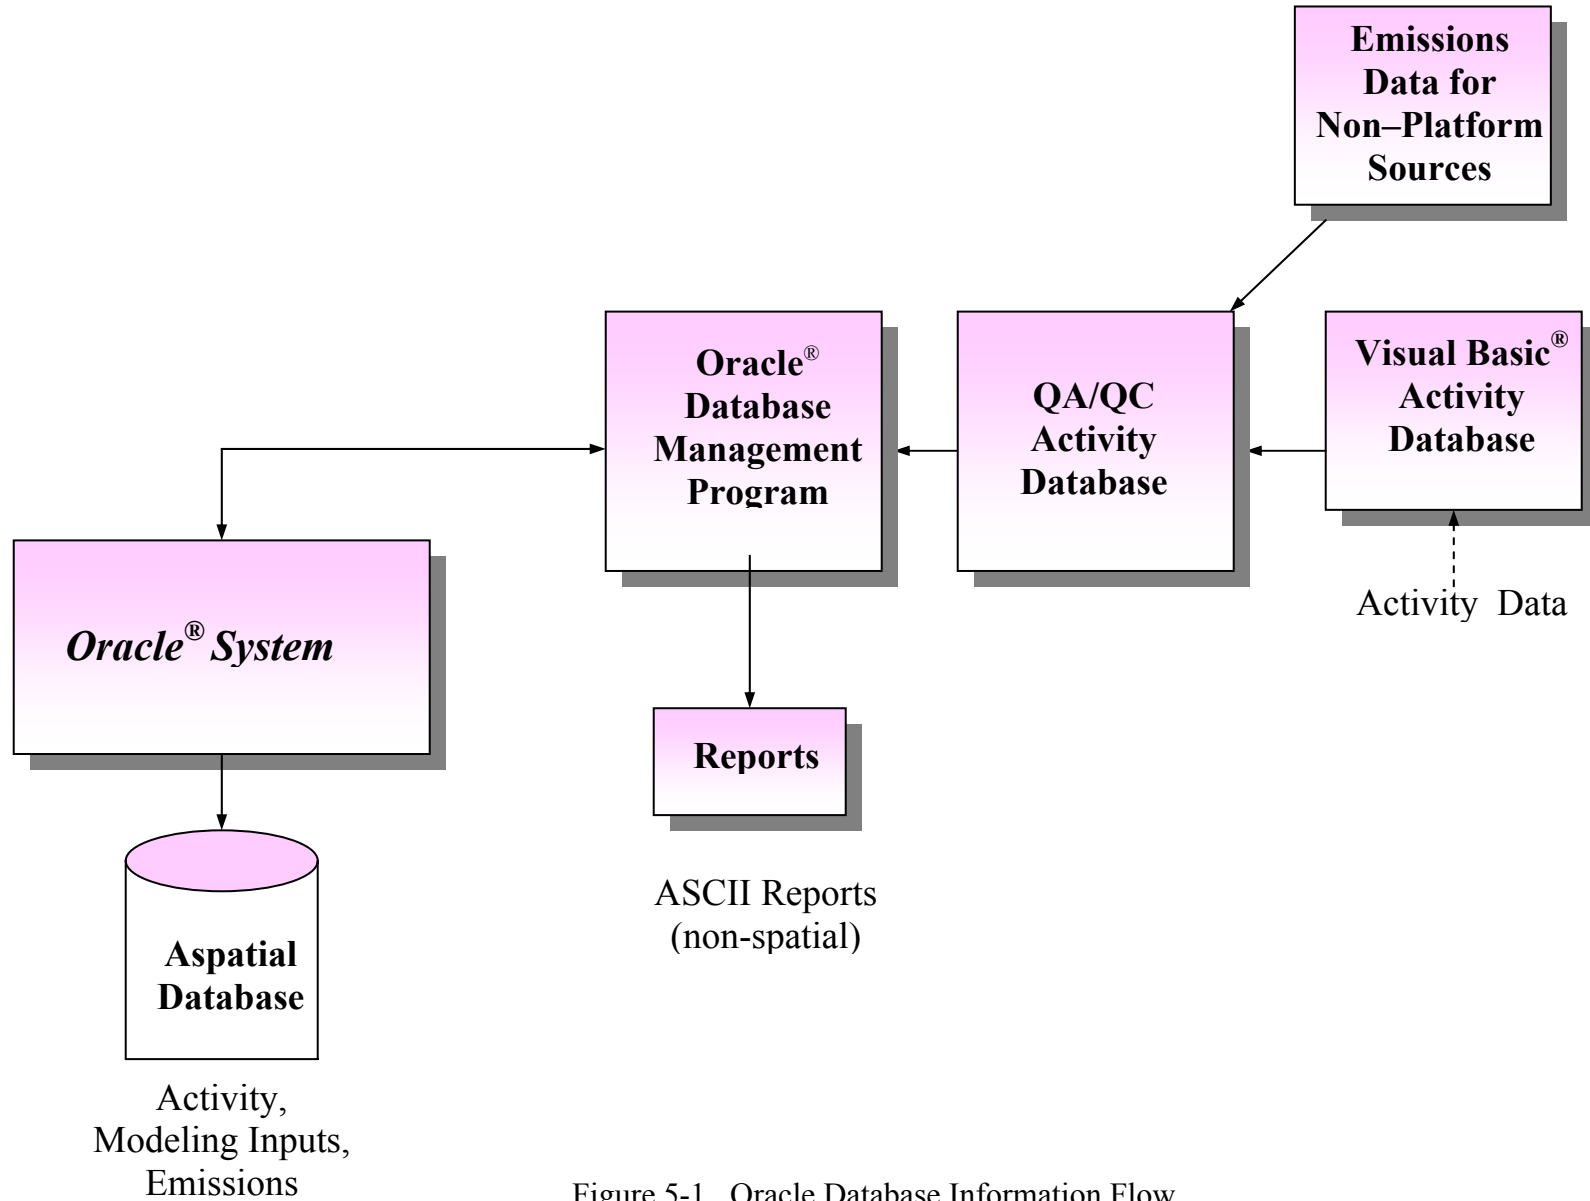 Emissions
Data for
Non–Platform
Sources
Oracle®
Database
Management
Program
QA/QC
Activity
Database
Visual Basic®
Activity
Database
Activity Data
Oracle® System
Reports
ASCII Reports
(non-spatial)
Aspatial
Database
Activity,
Modeling Inputs,
Emissions
Figure 5-1. Oracle Database Information Flow